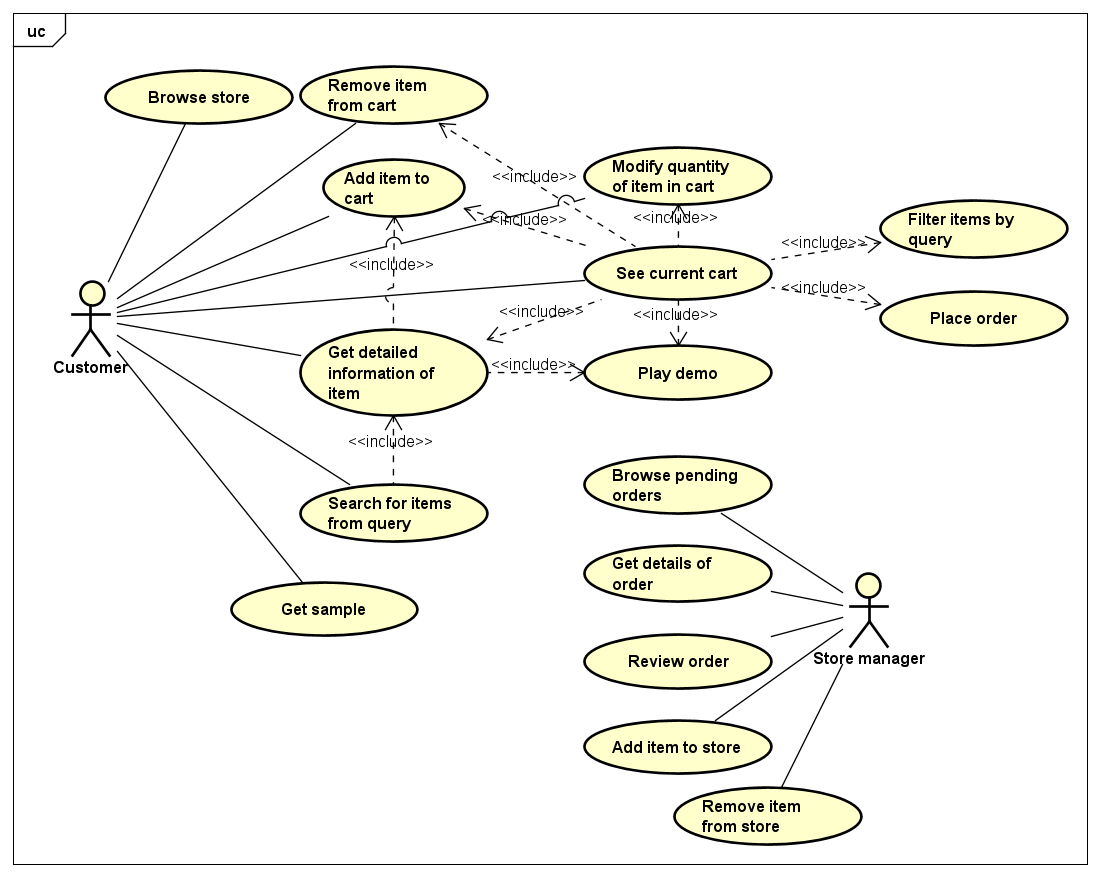 uc
Browse store
Remove item
from cart
Add item to
cart
<<include>>
Modify quantity
of item in cart
<<include>>
<<include>>
Filter items by
query
<<include>>
<<include>>
See current cart
<<include>>
Place order
<<include>>
<<include>>
Customer
Get detailed
information of
item
<<include>>
Play demo
<<include>>
Search for items
from query
Get sample
Browse pending
orders
Get details of
order
Review order
Store manager
Add item to store
Remove item
from store